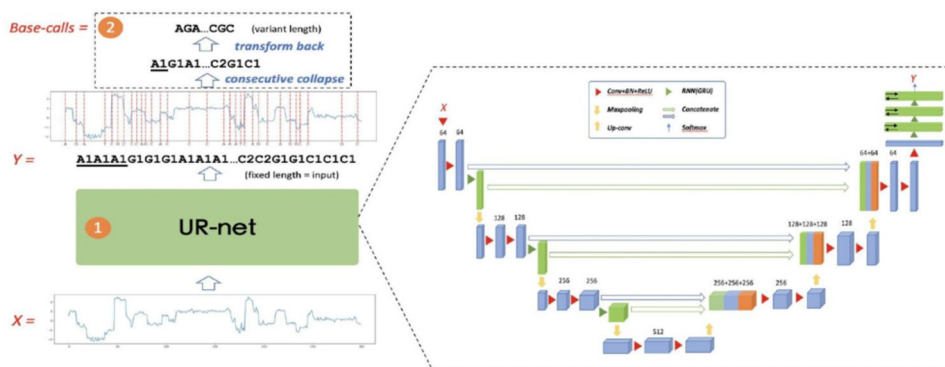 Base-calls =
2
AGA...CGC (variant length)
transform back
A1G1A1...C2G1C1
consecutive collapse
Y = A1A1A1G1G1G1A1A1A1...C2C2G1G1C1C1C1
(fixed length = input)
1
UR-net
X =
X
Conv+BN+ReLU
RNN(GRU)
Maxpooling
Concatenate
Up-conv
Softmax
Y
64 64
64+64 64
128 128
128+128+128 128
256 256
256+256+256 256
512